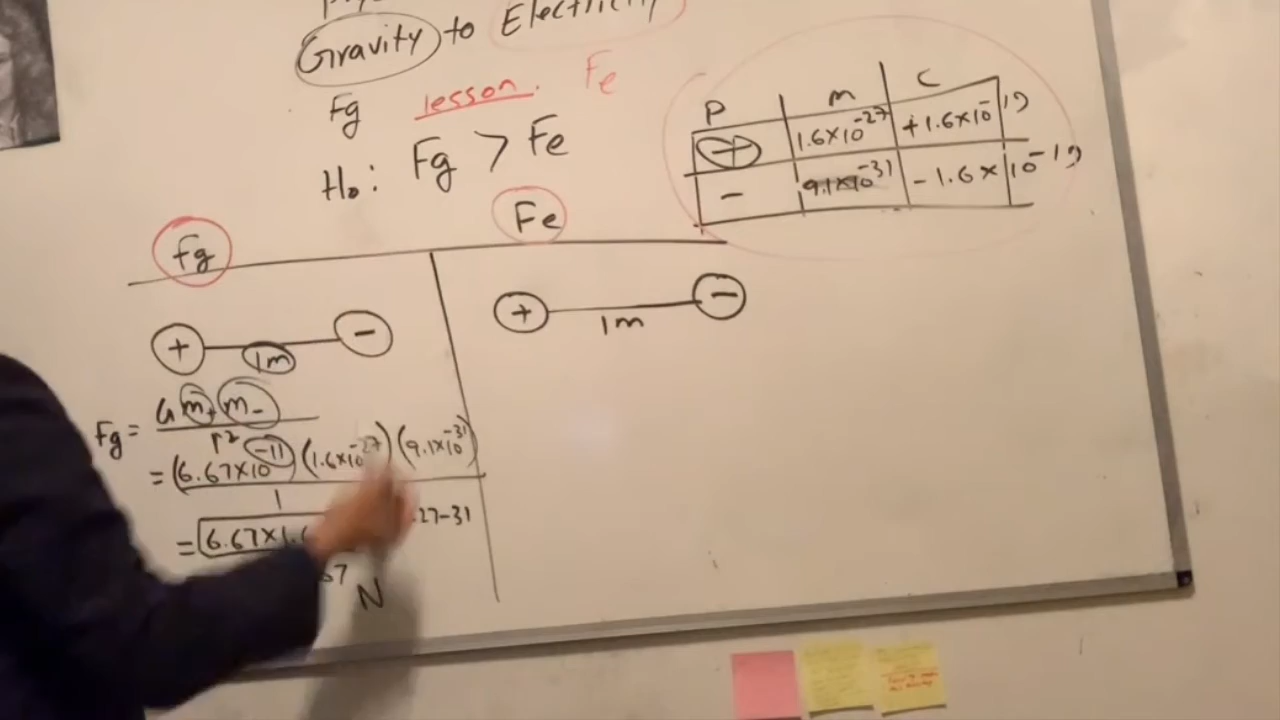 Gravity to Electricity
Fg lesson. Fe
H₀: Fg > Fe
P m C
+ 1.6×10⁻²⁷ +1.6×10⁻¹⁹
- 9.1×10⁻³¹ -1.6×10⁻¹⁹
Fg Fe
+ 1m -
+ 1m -
Fg = G m₊ m₋
r²
= (6.67×10⁻¹¹) (1.6×10⁻²⁷) (9.1×10⁻³¹)
1
= 6.67×1.6 27-31
67 N